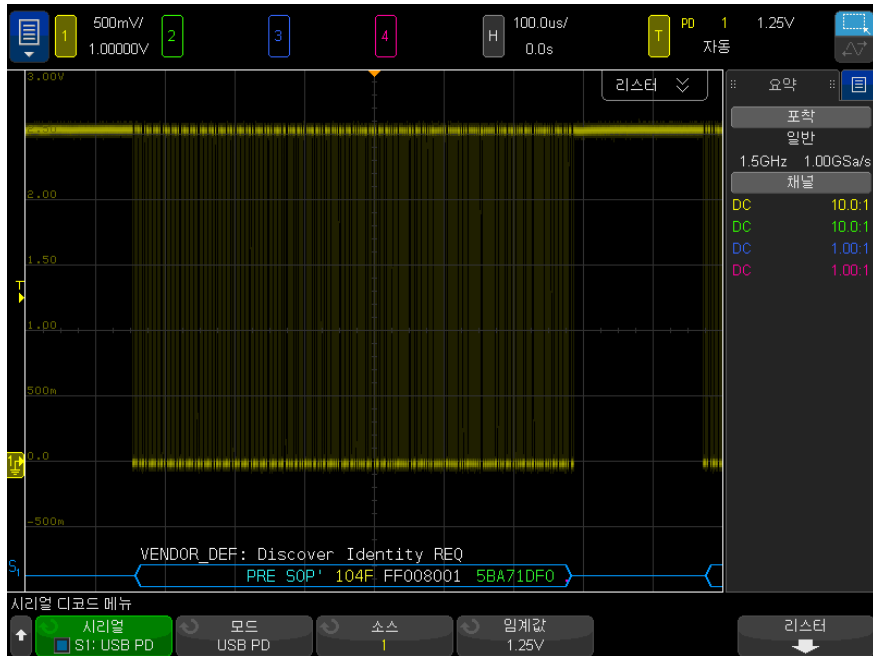 1 500mV/ 2 3 4 H 100.0us/ T PD 1 1.25V
1.00000V 0.0s 자동
3.00V
리스터
요약
2.50
포착
일반
1.5GHz 1.00GSa/s
채널
2.00
DC 10.0:1
DC 10.0:1
DC 1.00:1
DC 1.00:1
1.50
T
1.00
500m
1
0.0
-500m
VENDOR_DEF: Discover Identity REQ
S1
PRE SOP' 104F FF008001 5BA71DF0
시리얼 디코드 메뉴
시리얼 모드 소스 임계값 리스터
S1: USB PD USB PD 1 1.25V